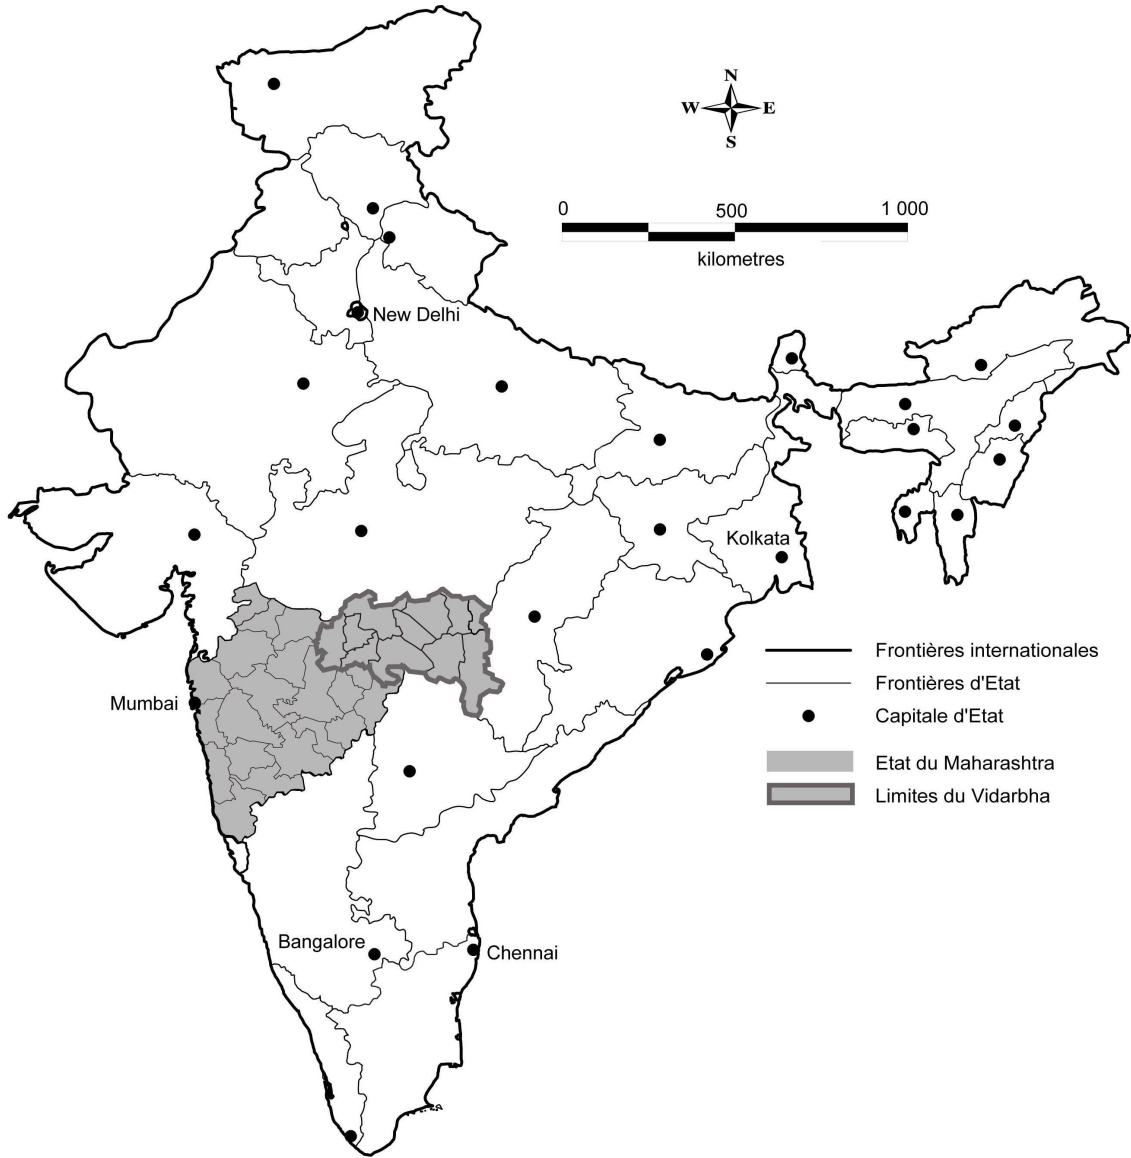 N
W E
S
0 500 1 000
kilometres
New Delhi
Kolkata
Mumbai
Bangalore
Chennai
Frontières internationales
Frontières d'Etat
Capitale d'Etat
Etat du Maharashtra
Limites du Vidarbha